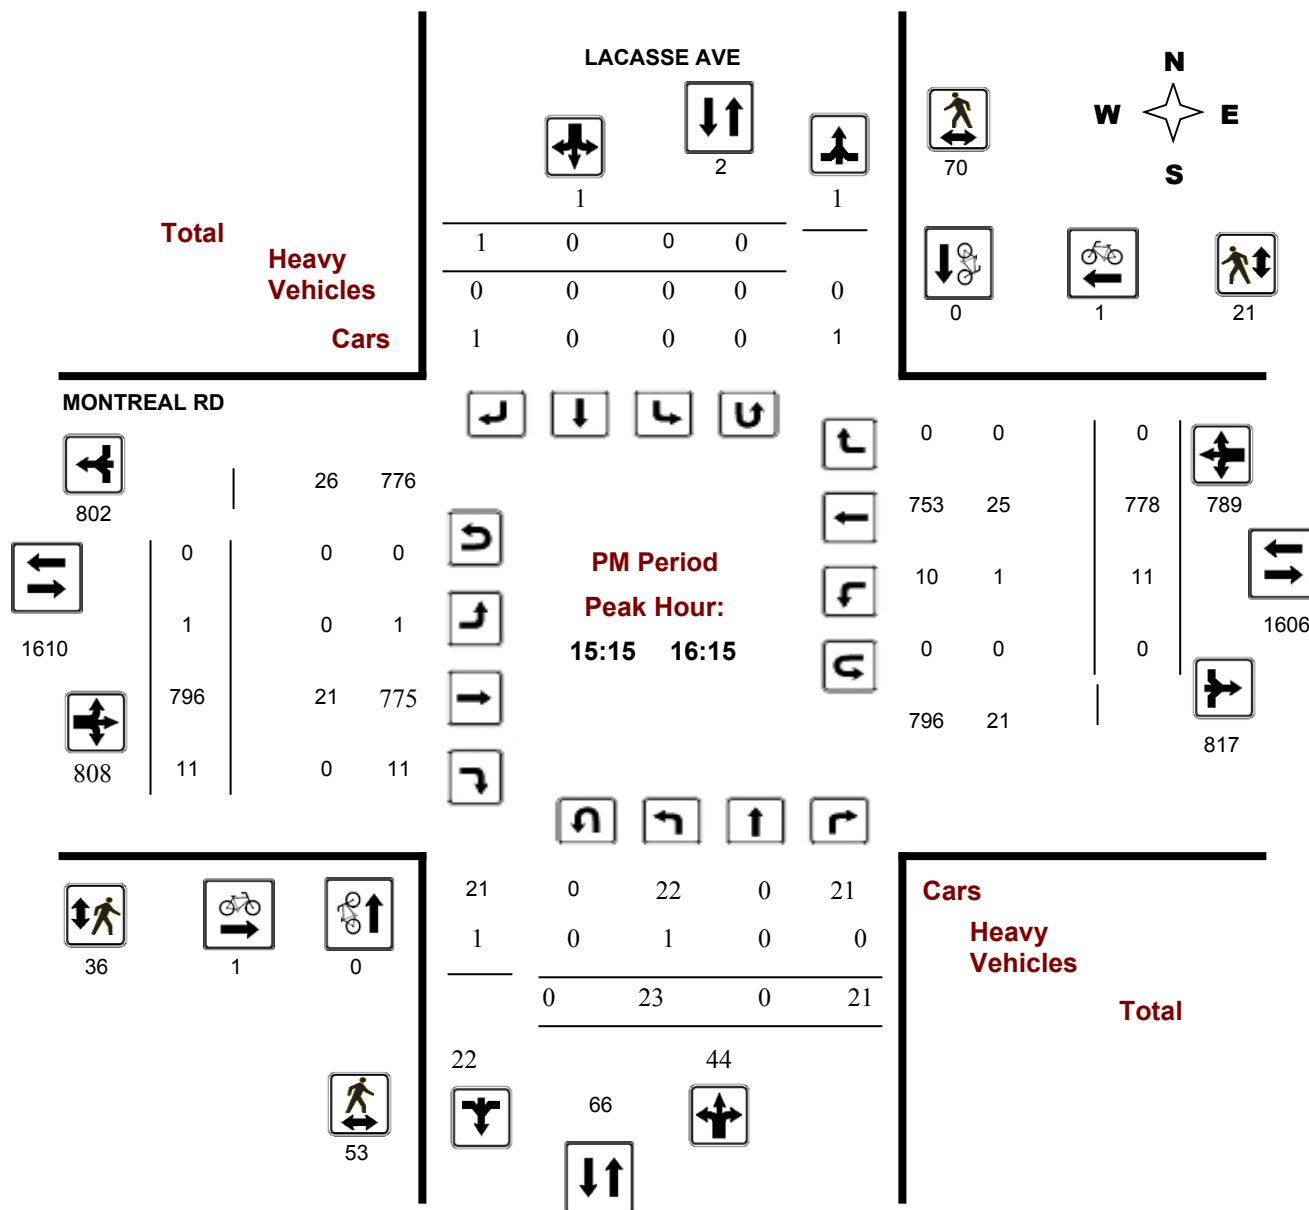 LACASSE AVE
N
W E
S
2
70
1 1
Total
1 0 0 0
Heavy
Vehicles
0 0 0 0 0
0 1 21
Cars
1 0 0 0 1
MONTREAL RD
0 0 0
26 776
802
753 25 778 789
0 0 0
PM Period
10 1 11
Peak Hour:
1 0 1
1610
1606
15:15 16:15
0 0 0
796 21 775
796 21
817
808 11 0 11
21 0 22 0 21
Cars
1 0 1 0 0
Heavy
Vehicles
36 1 0
0 23 0 21
Total
22 44
66
53